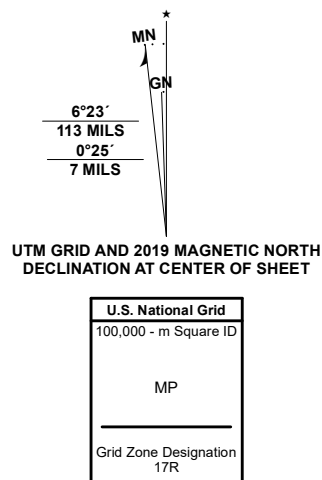 MN
GN
6°23´
113 MILS
0°25´
7 MILS
UTM GRID AND 2019 MAGNETIC NORTH
DECLINATION AT CENTER OF SHEET
U.S. National Grid
100,000 - m Square ID
MP
Grid Zone Designation
17R